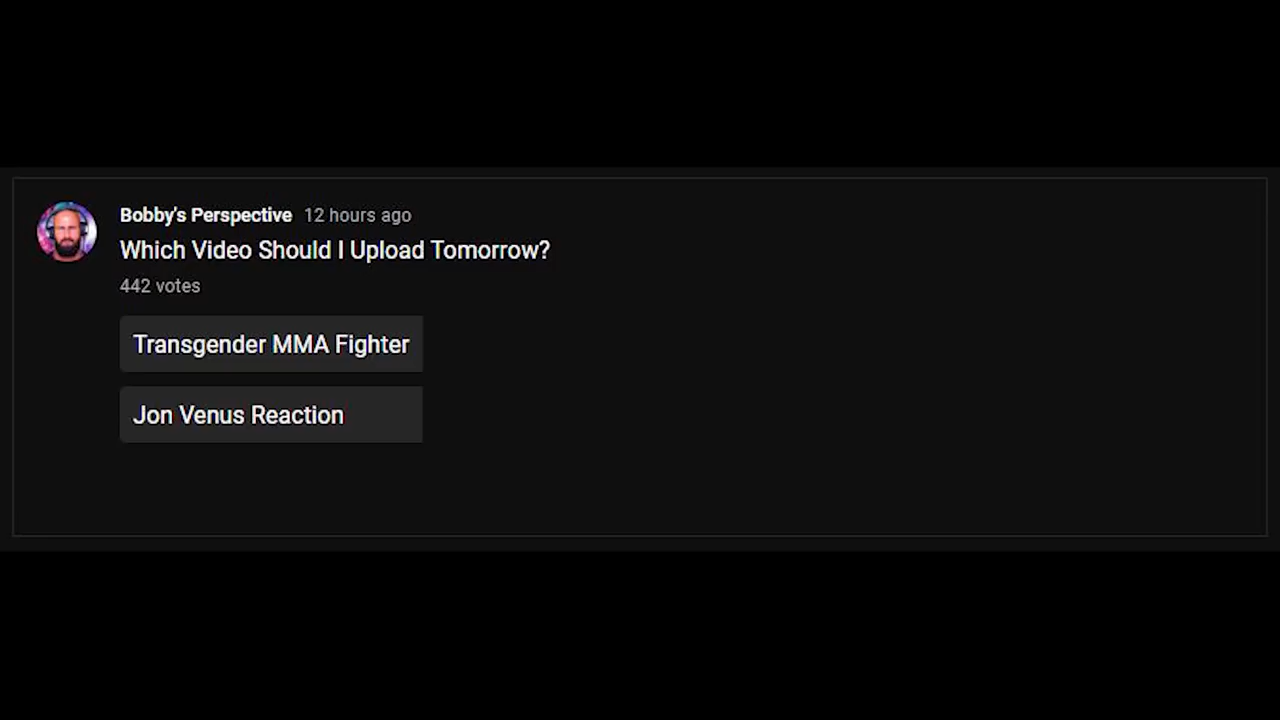 Bobby's Perspective 12 hours ago
Which Video Should I Upload Tomorrow?
442 votes
Transgender MMA Fighter
Jon Venus Reaction